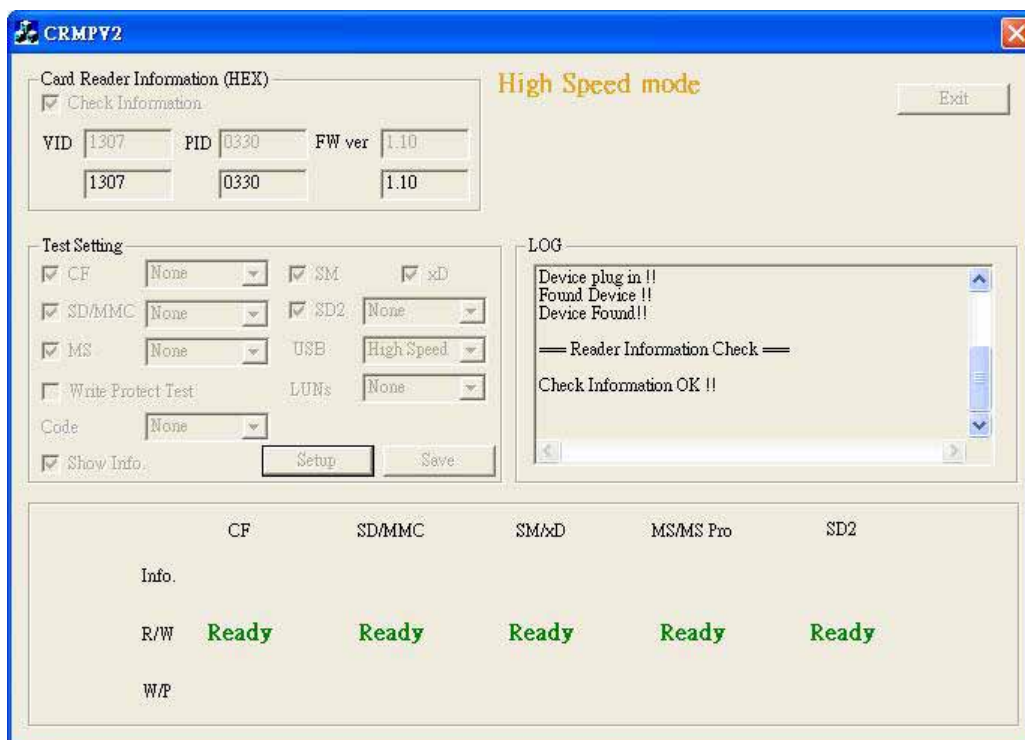 CRMPV2
Card Reader Information (HEX)
High Speed mode
Exit
Check Information
VID 1307 PID 0330 FW ver 1.10
1307 0330 1.10
Test Setting
CF None SM xD
SD/MMC None SD2 None
MS None USB High Speed
Write Protect Test LUNs None
Code None
Show Info. Setup Save
LOG
Device plug in !!
Found Device !!
Device Found!!
=== Reader Information Check ===
Check Information OK !!
CF SD/MMC SM/xD MS/MS Pro SD2
Info.
R/W Ready Ready Ready Ready Ready
W/P